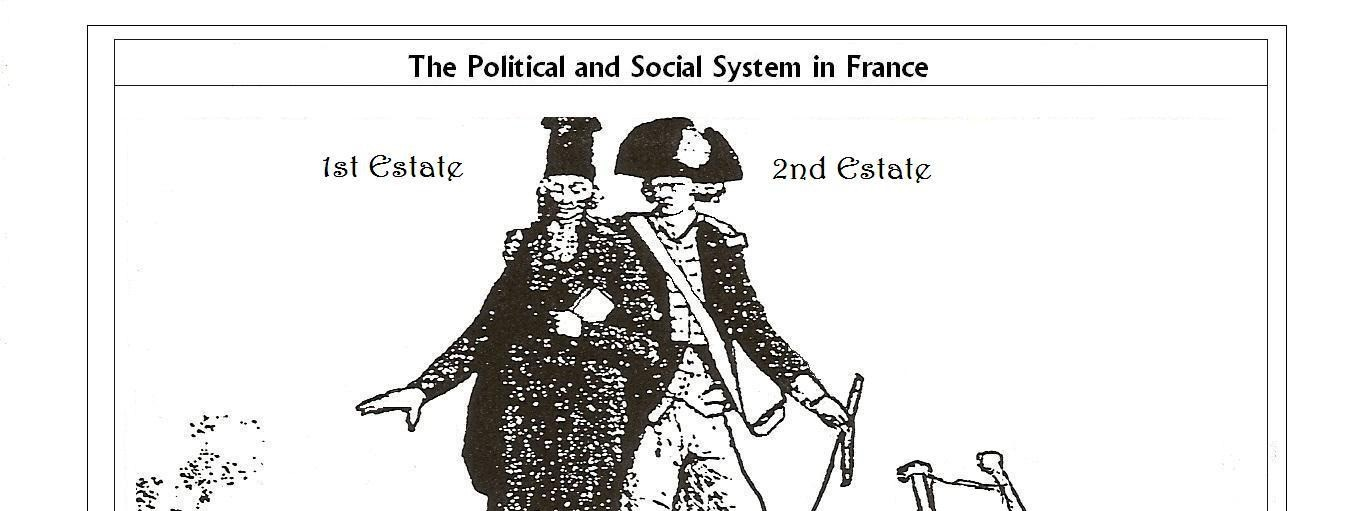 The Political and Social System in France
1st Estate
2nd Estate